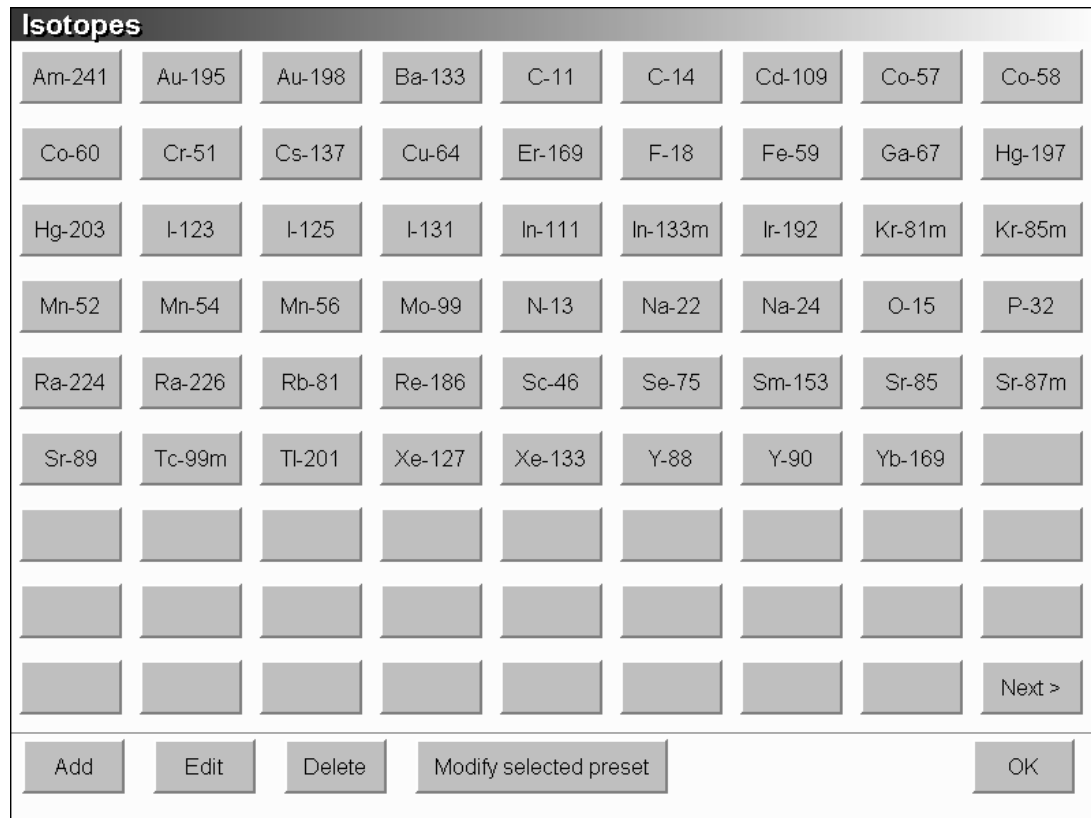 Isotopes
Am-241 Au-195 Au-198 Ba-133 C-11 C-14 Cd-109 Co-57 Co-58
Co-60 Cr-51 Cs-137 Cu-64 Er-169 F-18 Fe-59 Ga-67 Hg-197
Hg-203 I-123 I-125 I-131 In-111 In-133m Ir-192 Kr-81m Kr-85m
Mn-52 Mn-54 Mn-56 Mo-99 N-13 Na-22 Na-24 O-15 P-32
Ra-224 Ra-226 Rb-81 Re-186 Sc-46 Se-75 Sm-153 Sr-85 Sr-87m
Sr-89 Tc-99m Tl-201 Xe-127 Xe-133 Y-88 Y-90 Yb-169
Next >
Add Edit Delete Modify selected preset OK